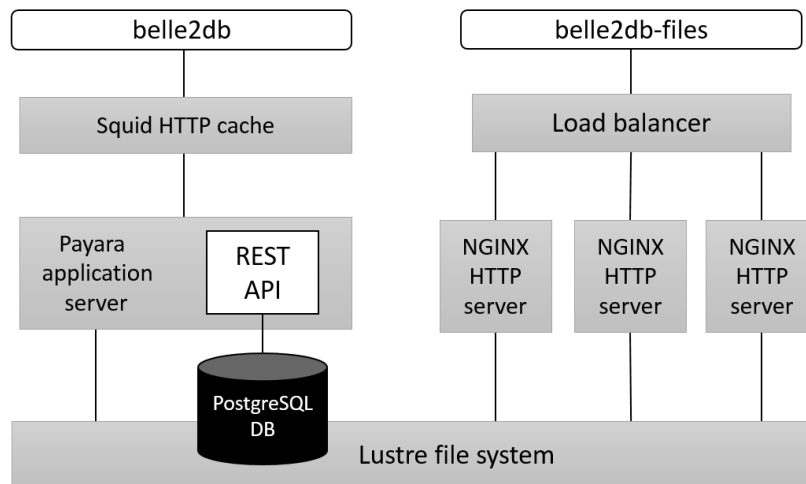 belle2db
belle2db-files
Squid HTTP cache
Load balancer
Payara
application
server
REST
API
NGINX
HTTP
server
NGINX
HTTP
server
NGINX
HTTP
server
PostgreSQL
DB
Lustre file system